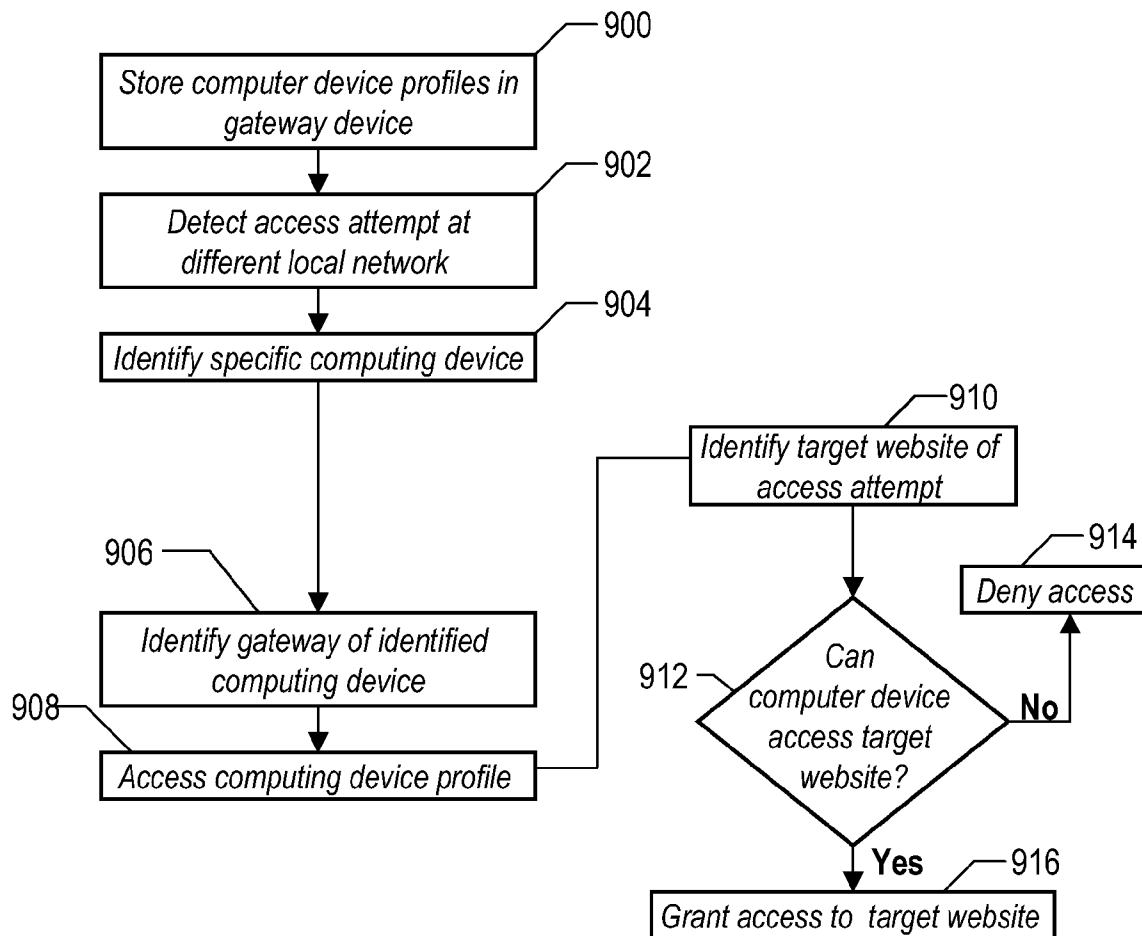 900
Store computer device profiles in
gateway device
902
Detect access attempt at
different local network
904
Identify specific computing device
906
Identify gateway of identified
computing device
908
Access computing device profile
910
Identify target website of
access attempt
912
Can
computer device
access target
website?
No
914
Deny access
Yes
916
Grant access to target website